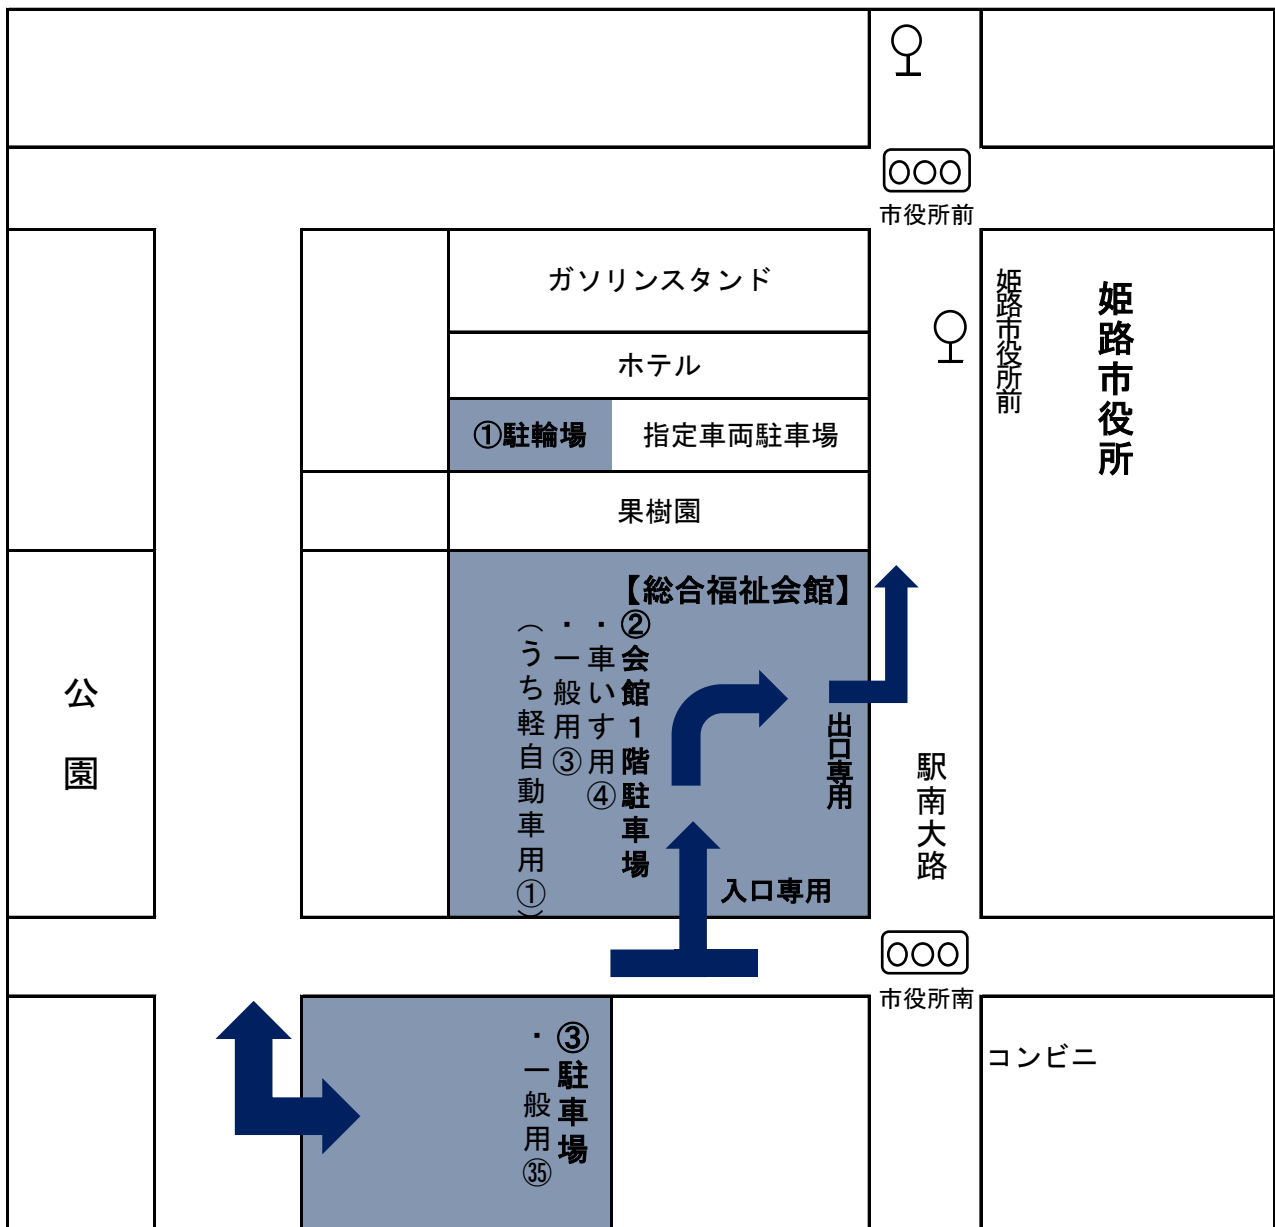 市役所前
ガソリンスタンド
ホテル
①駐輪場
指定車両駐車場
果樹園
姫路市役所前
姫路市役所
【総合福祉会館】
②会館1階駐車場
・車いす用④
・一般用③
（うち軽自動車用①）
出口専用
入口専用
駅南大路
公園
市役所南
③駐車場
・一般用㉟
コンビニ